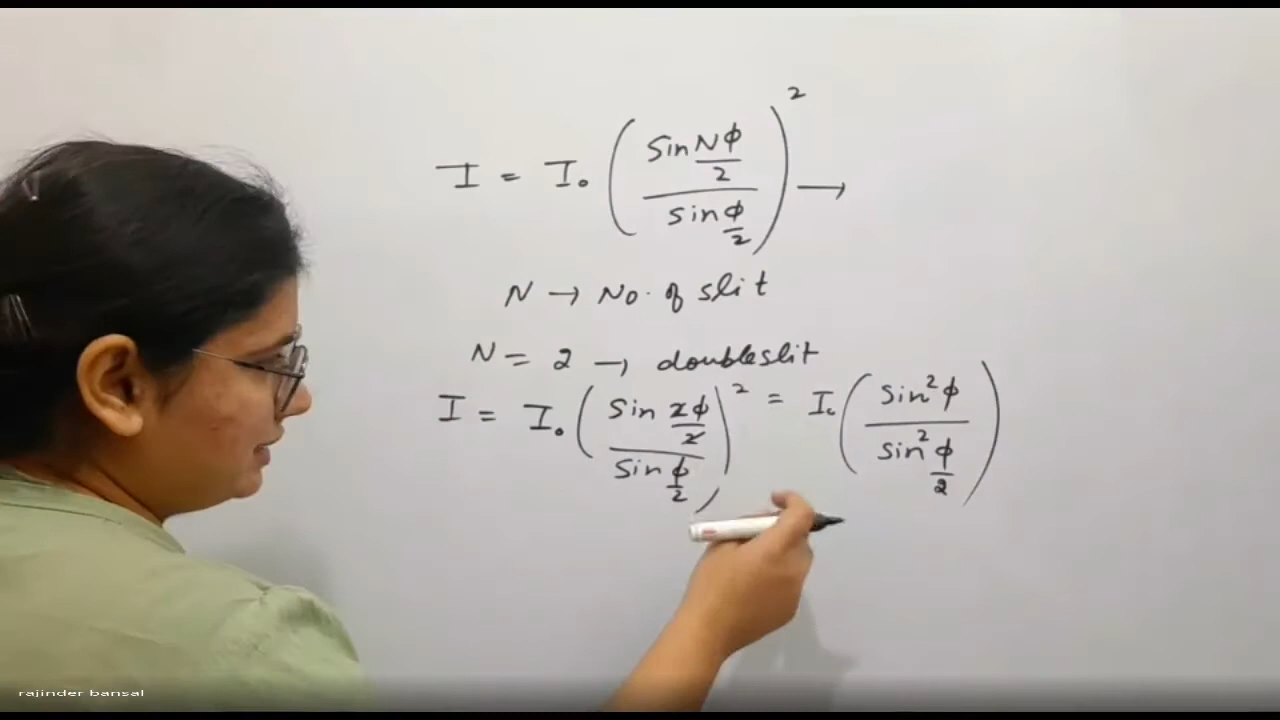 I = I₀ (sin Nϕ/2 / sin ϕ/2)² →
N → No. of slit
N = 2 → doubleslit
I = I₀ (sin 2ϕ/2 / sin ϕ/2)² = I₀ (sin²ϕ / sin² ϕ/2)
rajinder bansal